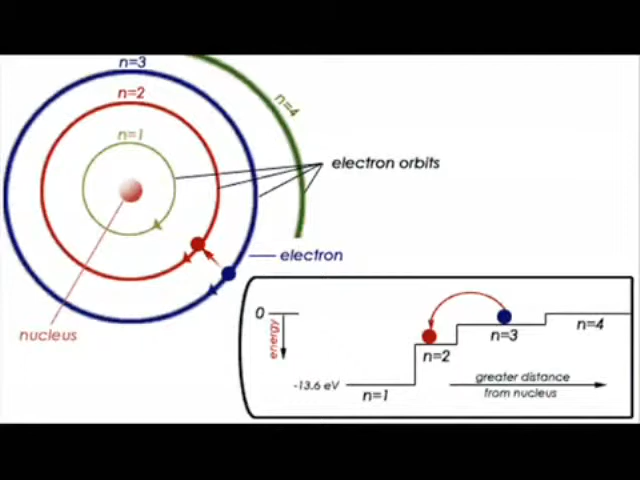 n=3
n=2
n=4
n=1
electron orbits
electron
nucleus
0
energy
n=4
n=3
n=2
-13.6 eV
n=1
greater distance
from nucleus